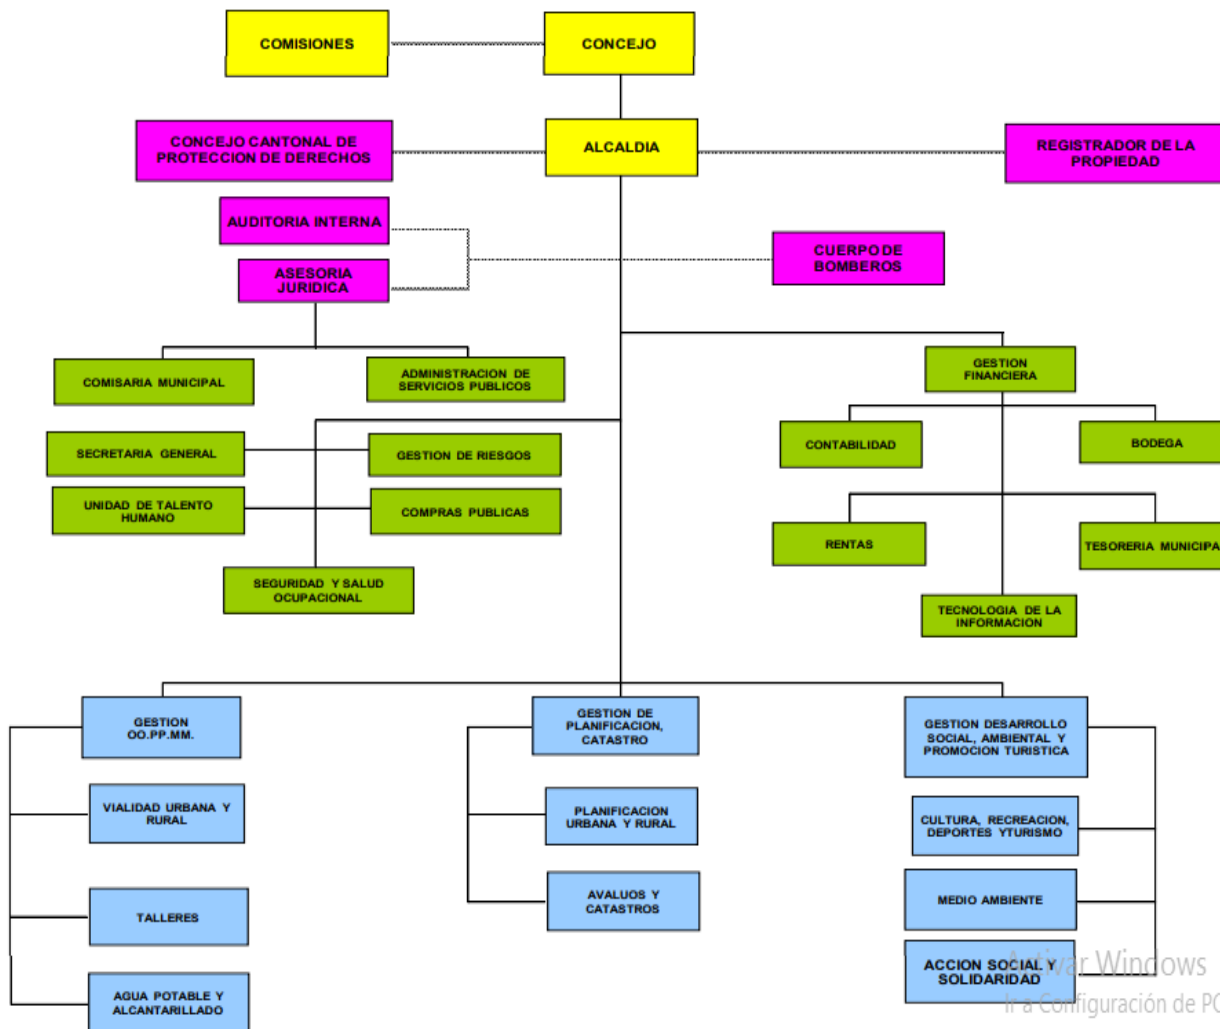 COMISIONES
CONCEJO
CONCEJO CANTONAL DE
PROTECCION DE DERECHOS
ALCALDIA
REGISTRADOR DE LA
PROPIEDAD
AUDITORIA INTERNA
CUERPO DE
BOMBEROS
ASESORIA
JURIDICA
COMISARIA MUNICIPAL
ADMINISTRACION DE
SERVICIOS PUBLICOS
GESTION
FINANCIERA
SECRETARIA GENERAL
GESTION DE RIESGOS
CONTABILIDAD
BODEGA
UNIDAD DE TALENTO
HUMANO
COMPRAS PUBLICAS
RENTAS
TESORERIA MUNICIPA
SEGURIDAD Y SALUD
OCUPACIONAL
TECNOLOGIA DE LA
INFORMACION
GESTION
OO.PP.MM.
GESTION DE
PLANIFICACION,
CATASTRO
GESTION DESARROLLO
SOCIAL, AMBIENTAL Y
PROMOCION TURISTICA
VIALIDAD URBANA Y
RURAL
PLANIFICACION
URBANA Y RURAL
CULTURA, RECREACION,
DEPORTES YTURISMO
TALLERES
AVALUOS Y
CATASTROS
MEDIO AMBIENTE
AGUA POTABLE Y
ALCANTARILLADO
ACCION SOCIAL Y
SOLIDARIDAD
Activar Windows
Ir a Configuración de PC